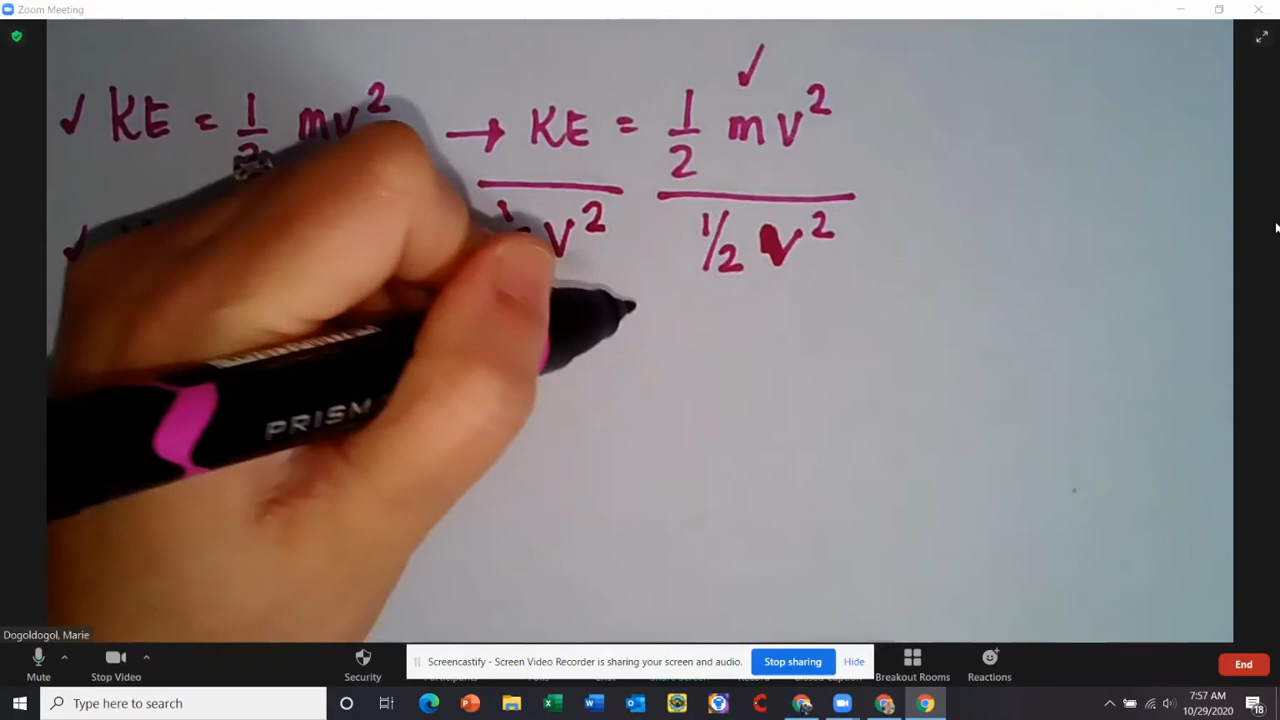 Zoom Meeting
✓ KE = 1/2 mv² → KE = 1/2 mv²
v² 1/2 v²
PRISM
Dogoldogol, Marie
Screencastify - Screen Video Recorder is sharing your screen and audio. Stop sharing Hide
Mute Stop Video Security Breakout Rooms Reactions End
Type here to search
7:57 AM
10/29/2020
18